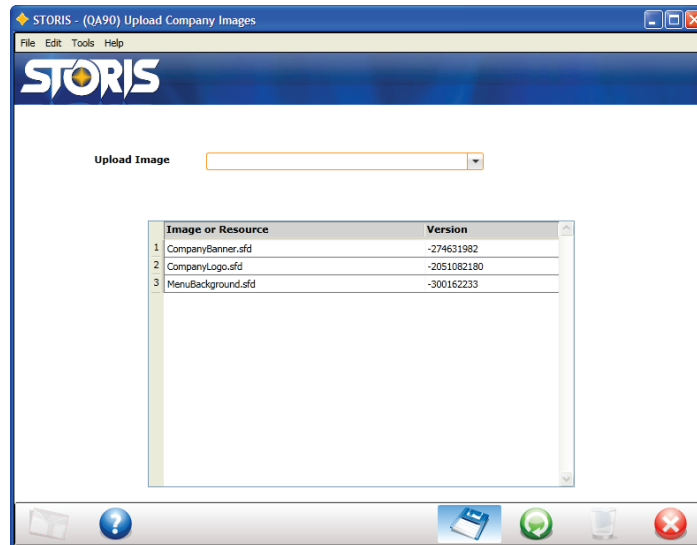 STORIS - (QA90) Upload Company Images
File Edit Tools Help
STORIS
Upload Image
Image or Resource Version
1 CompanyBanner.sfd -274631982
2 CompanyLogo.sfd -2051082180
3 MenuBackground.sfd -300162233
?